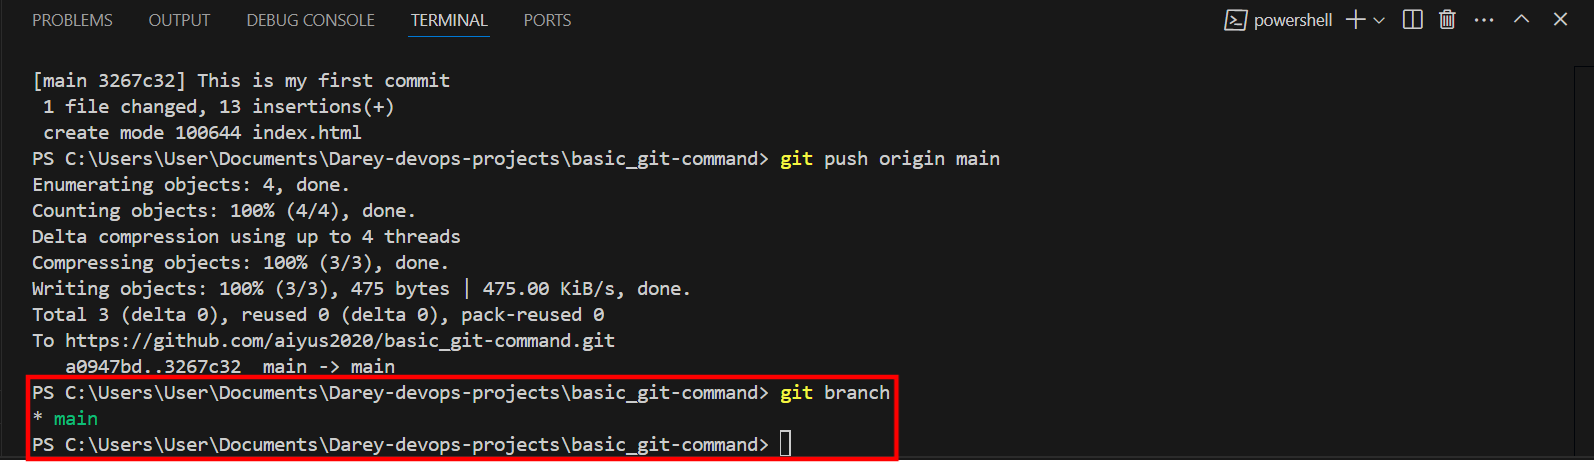 PROBLEMS OUTPUT DEBUG CONSOLE TERMINAL PORTS powershell
[main 3267c32] This is my first commit
 1 file changed, 13 insertions(+)
 create mode 100644 index.html
PS C:\Users\User\Documents\Darey-devops-projects\basic_git-command> git push origin main
Enumerating objects: 4, done.
Counting objects: 100% (4/4), done.
Delta compression using up to 4 threads
Compressing objects: 100% (3/3), done.
Writing objects: 100% (3/3), 475 bytes | 475.00 KiB/s, done.
Total 3 (delta 0), reused 0 (delta 0), pack-reused 0
To https://github.com/aiyus2020/basic_git-command.git
   a0947bd..3267c32  main -> main
PS C:\Users\User\Documents\Darey-devops-projects\basic_git-command> git branch
* main
PS C:\Users\User\Documents\Darey-devops-projects\basic_git-command>